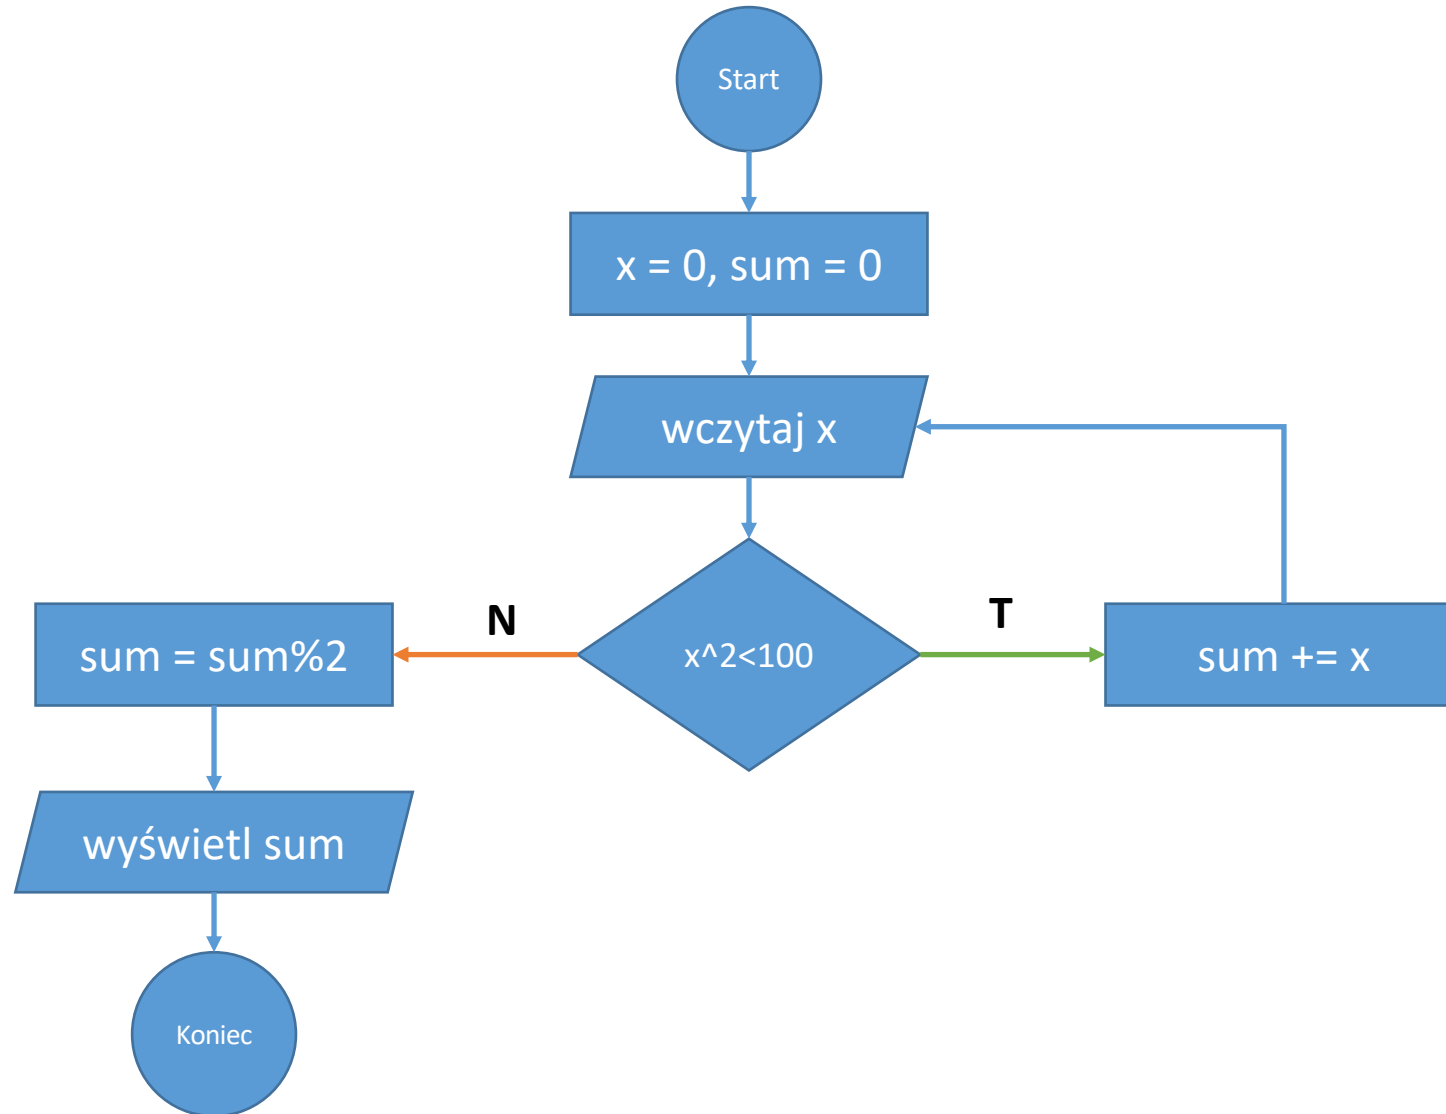 Start
x = 0, sum = 0
wczytaj x
N
T
x^2<100
sum = sum%2
sum += x
wyświetl sum
Koniec